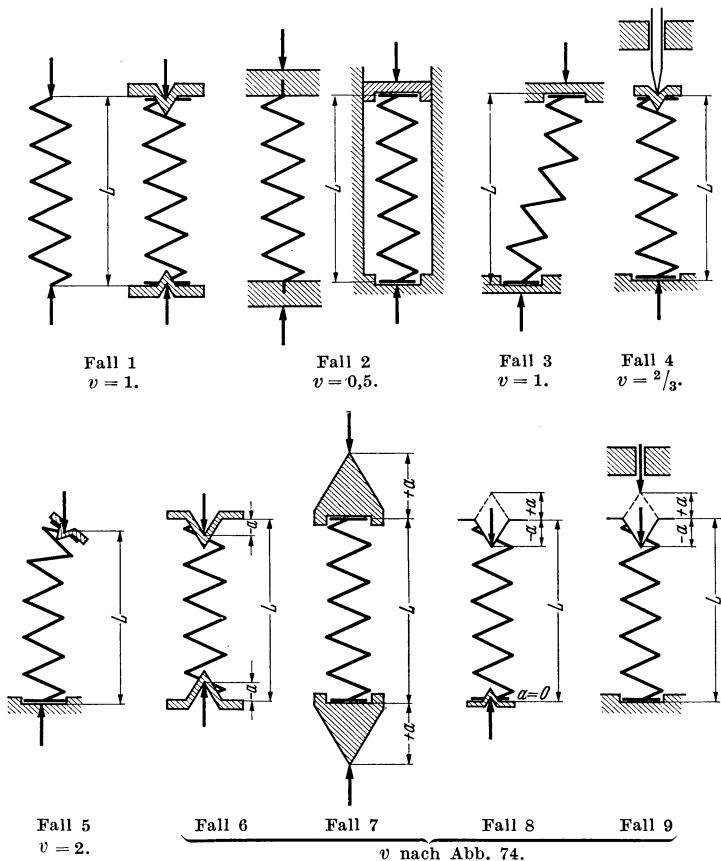 L
L
L
L
Fall 1
Fall 2
Fall 3
Fall 4
v = 1.
v = 0,5.
v = 1.
v = 2/3.
+a
+a
-a
+a
-a
-a
L
L
L
L
L
-a
a=0
+a
Fall 5
Fall 6
Fall 7
Fall 8
Fall 9
v = 2.
v nach Abb. 74.